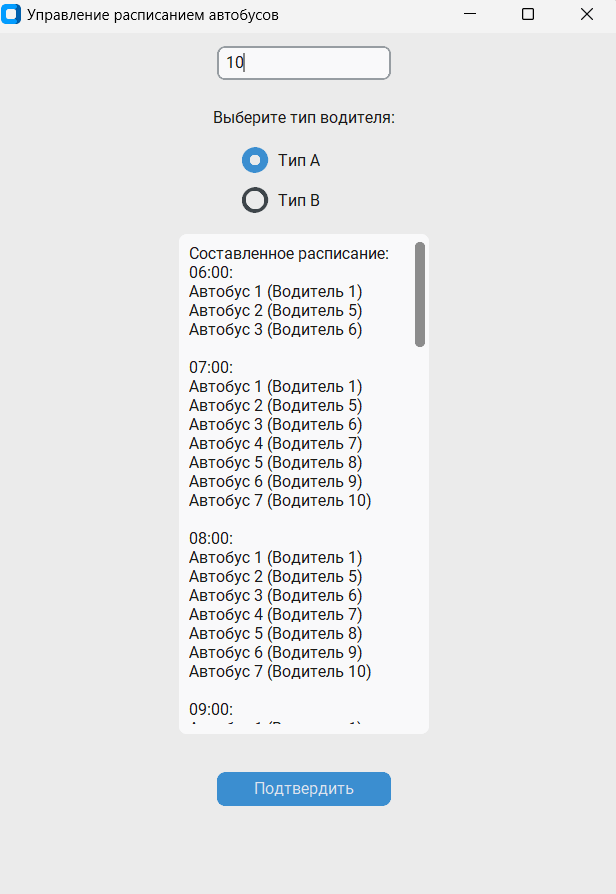 Управление расписанием автобусов
10
Выберите тип водителя:
Тип A
Тип B
Составленное расписание:
06:00:
Автобус 1 (Водитель 1)
Автобус 2 (Водитель 5)
Автобус 3 (Водитель 6)
07:00:
Автобус 1 (Водитель 1)
Автобус 2 (Водитель 5)
Автобус 3 (Водитель 6)
Автобус 4 (Водитель 7)
Автобус 5 (Водитель 8)
Автобус 6 (Водитель 9)
Автобус 7 (Водитель 10)
08:00:
Автобус 1 (Водитель 1)
Автобус 2 (Водитель 5)
Автобус 3 (Водитель 6)
Автобус 4 (Водитель 7)
Автобус 5 (Водитель 8)
Автобус 6 (Водитель 9)
Автобус 7 (Водитель 10)
09:00:
Подтвердить